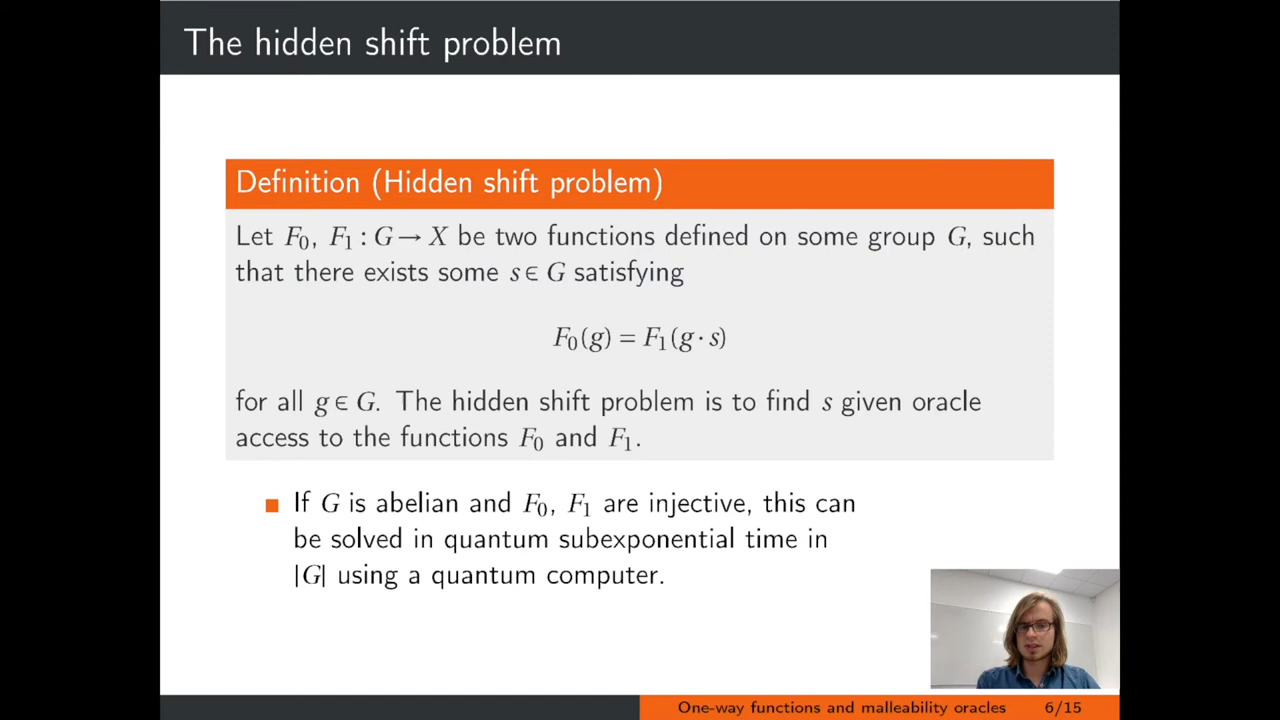 The hidden shift problem
Definition (Hidden shift problem)
Let F₀, F₁ : G → X be two functions defined on some group G, such
that there exists some s ∈ G satisfying
F₀(g) = F₁(g · s)
for all g ∈ G. The hidden shift problem is to find s given oracle
access to the functions F₀ and F₁.
If G is abelian and F₀, F₁ are injective, this can
be solved in quantum subexponential time in
|G| using a quantum computer.
One-way functions and malleability oracles 6/15